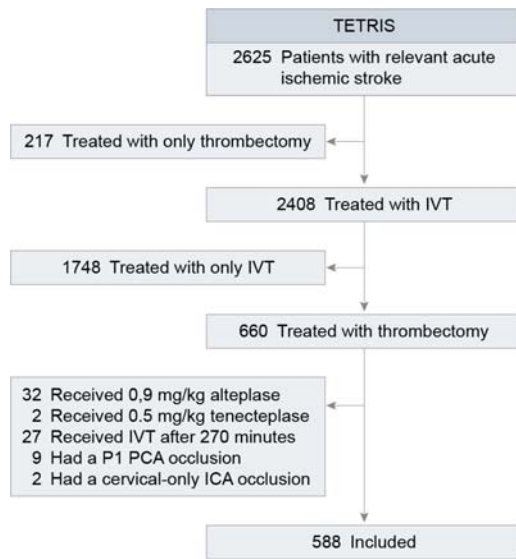 TETRIS
2625 Patients with relevant acute
ischemic stroke
217 Treated with only thrombectomy
2408 Treated with IVT
1748 Treated with only IVT
660 Treated with thrombectomy
32 Received 0,9 mg/kg alteplase
2 Received 0.5 mg/kg tenecteplase
27 Received IVT after 270 minutes
9 Had a P1 PCA occlusion
2 Had a cervical-only ICA occlusion
588 Included